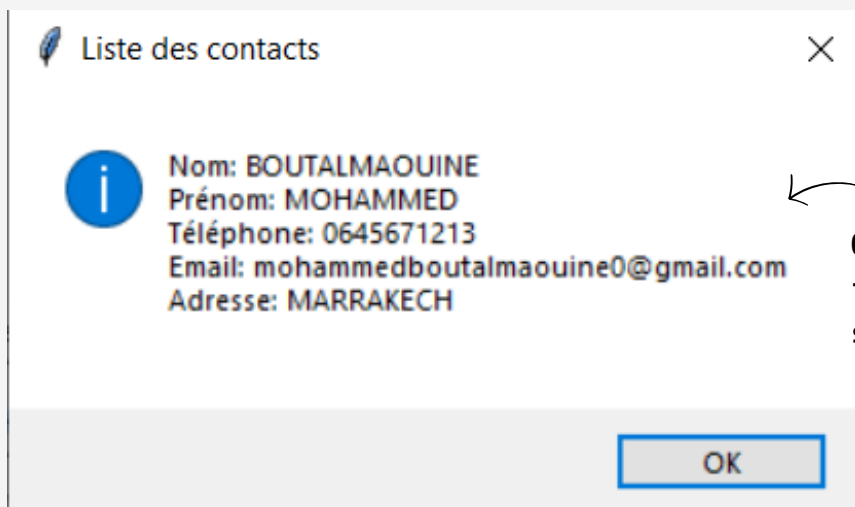 Liste des contacts
Nom: BOUTALMAOUINE
Prénom: MOHAMMED
Téléphone: 0645671213
Email: mohammedboutalmaouine0@gmail.com
Adresse: MARRAKECH
OK